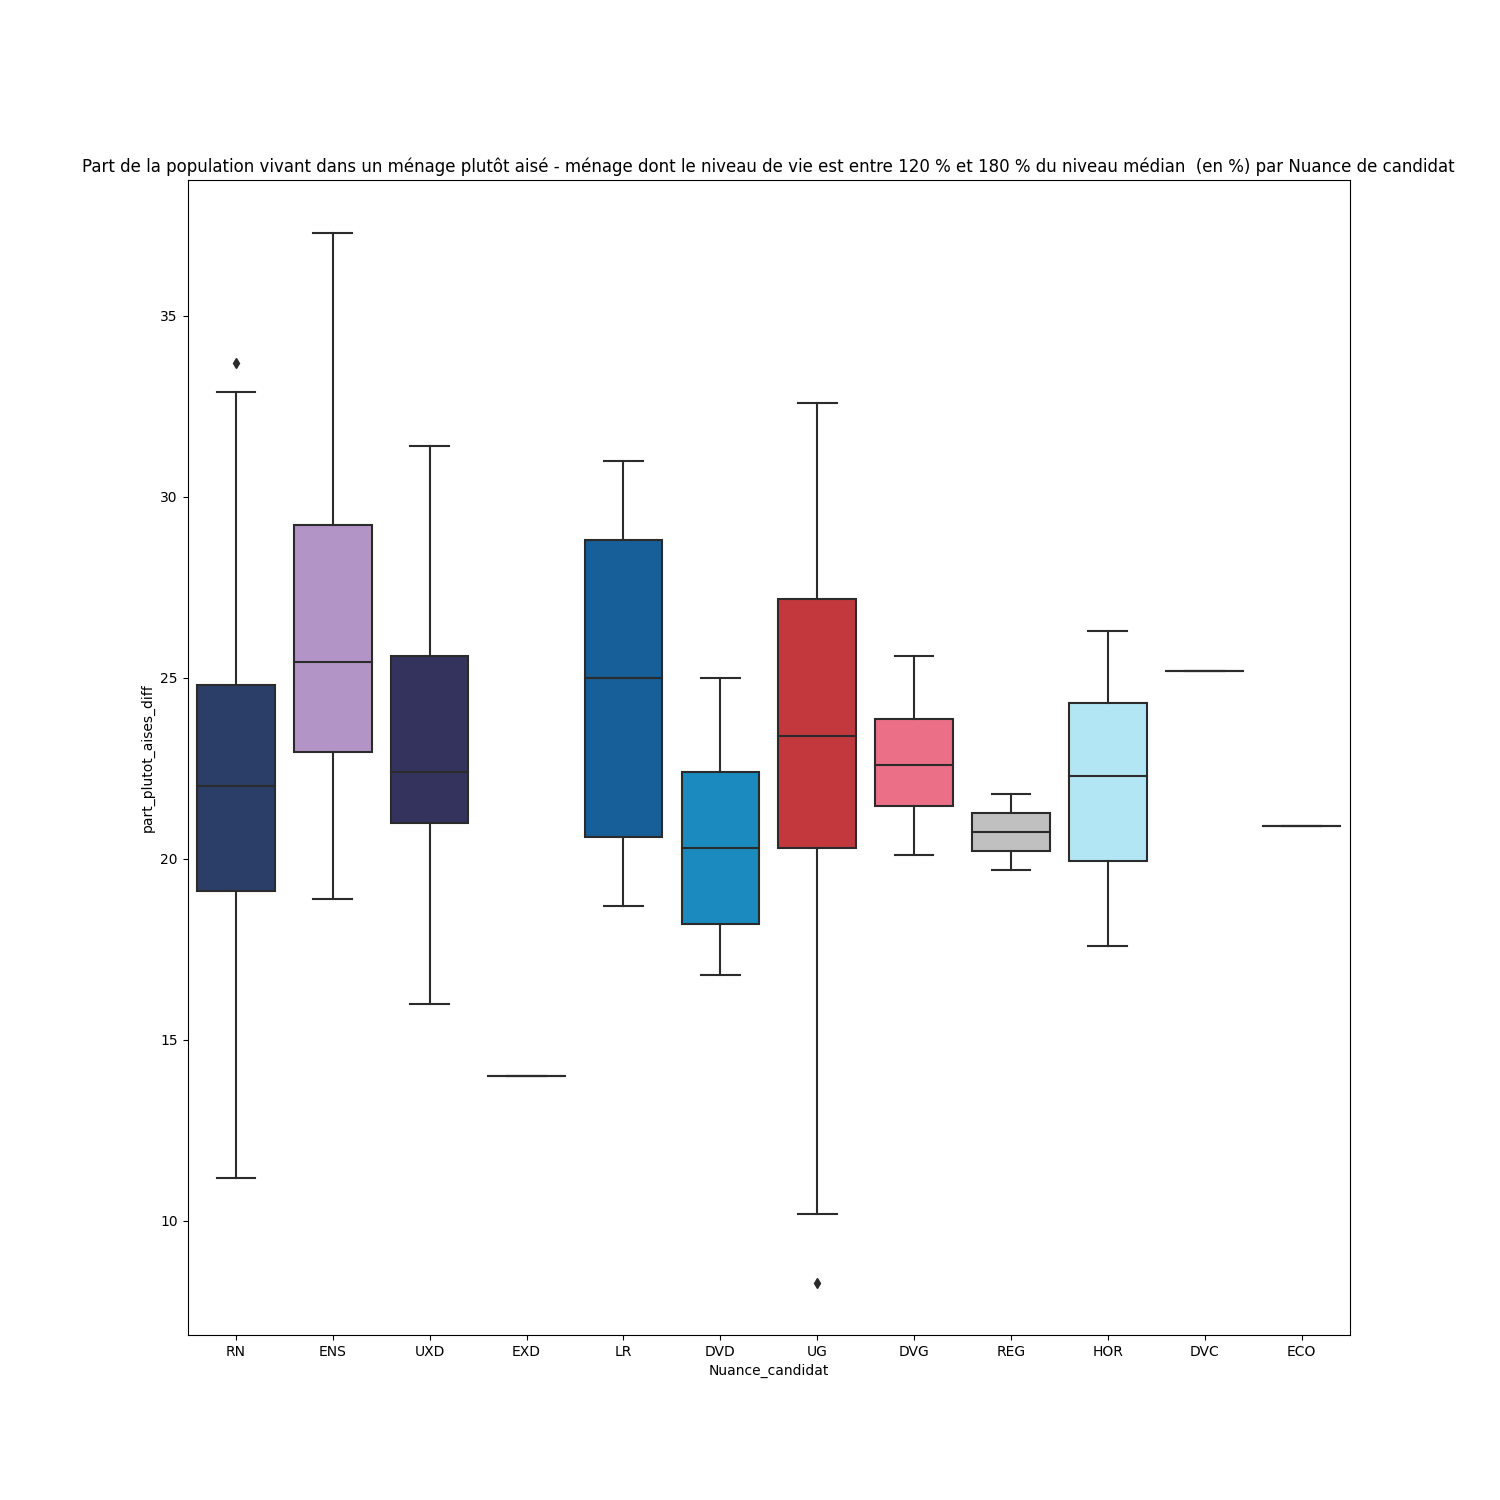 Part de la population vivant dans un ménage plutôt aisé - ménage dont le niveau de vie est entre 120 % et 180 % du niveau médian  (en %) par Nuance de candidat
35
30
25
20
15
10
part_plutot_aises_diff
RN ENS UXD EXD LR DVD UG DVG REG HOR DVC ECO
Nuance_candidat